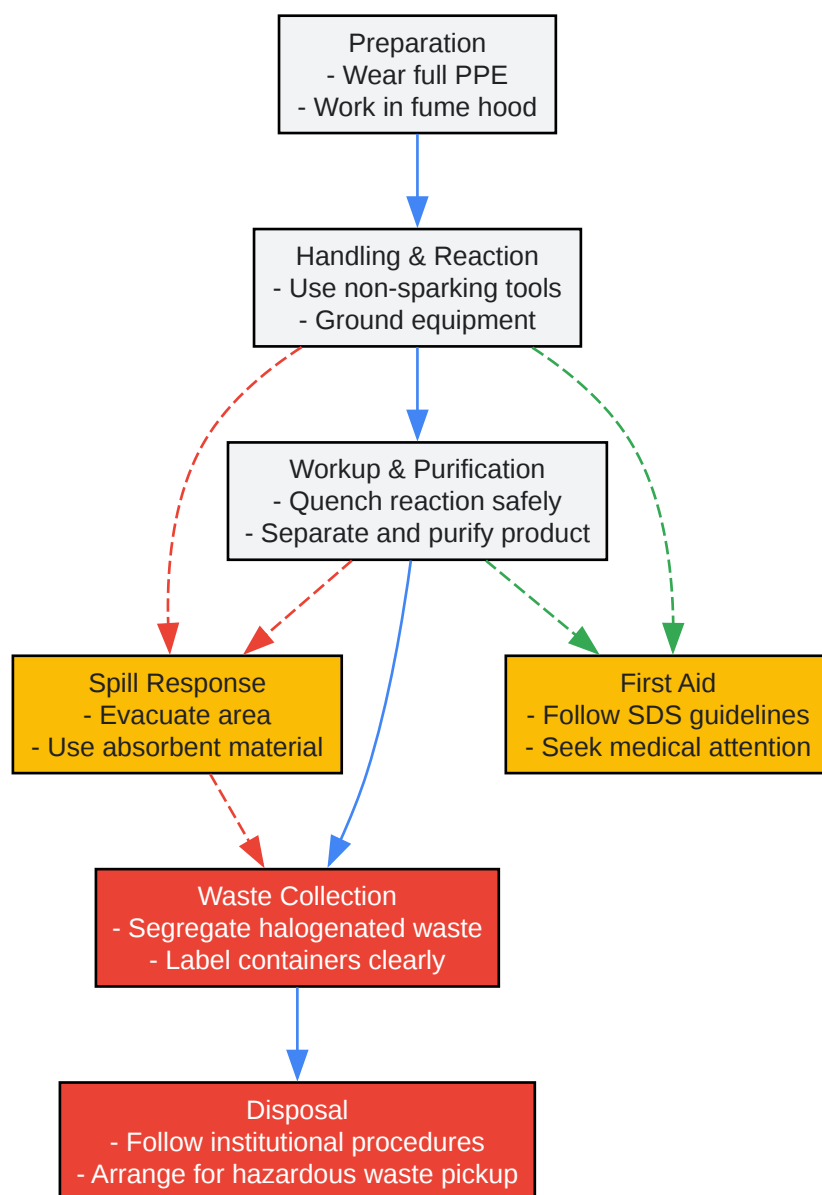 Preparation
- Wear full PPE
- Work in fume hood
Handling & Reaction
- Use non-sparking tools
- Ground equipment
Workup & Purification
- Quench reaction safely
- Separate and purify product
Spill Response
- Evacuate area
- Use absorbent material
First Aid
- Follow SDS guidelines
- Seek medical attention
Waste Collection
- Segregate halogenated waste
- Label containers clearly
Disposal
- Follow institutional procedures
- Arrange for hazardous waste pickup